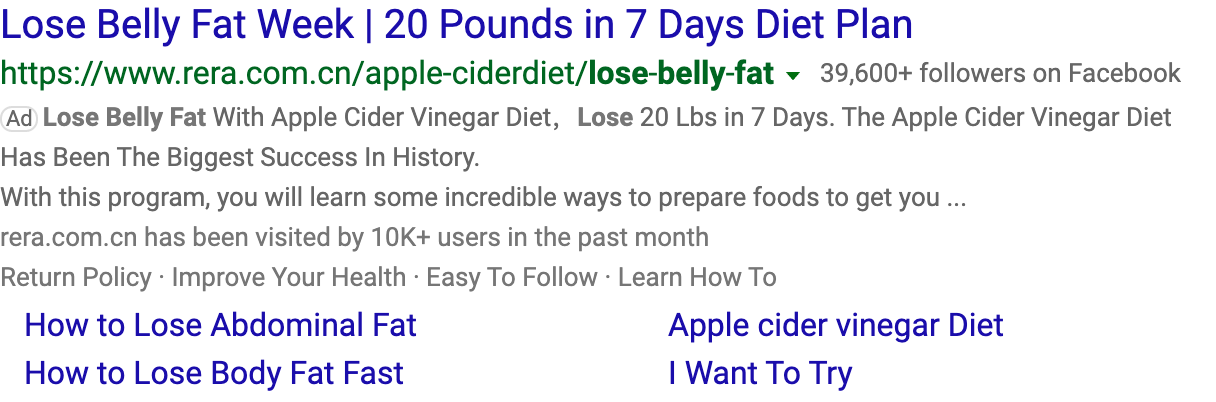 Lose Belly Fat Week | 20 Pounds in 7 Days Diet Plan
https://www.rera.com.cn/apple-ciderdiet/lose-belly-fat ▼ 39,600+ followers on Facebook
Ad Lose Belly Fat With Apple Cider Vinegar Diet， Lose 20 Lbs in 7 Days. The Apple Cider Vinegar Diet
Has Been The Biggest Success In History.
With this program, you will learn some incredible ways to prepare foods to get you ...
rera.com.cn has been visited by 10K+ users in the past month
Return Policy · Improve Your Health · Easy To Follow · Learn How To
How to Lose Abdominal Fat Apple cider vinegar Diet
How to Lose Body Fat Fast I Want To Try